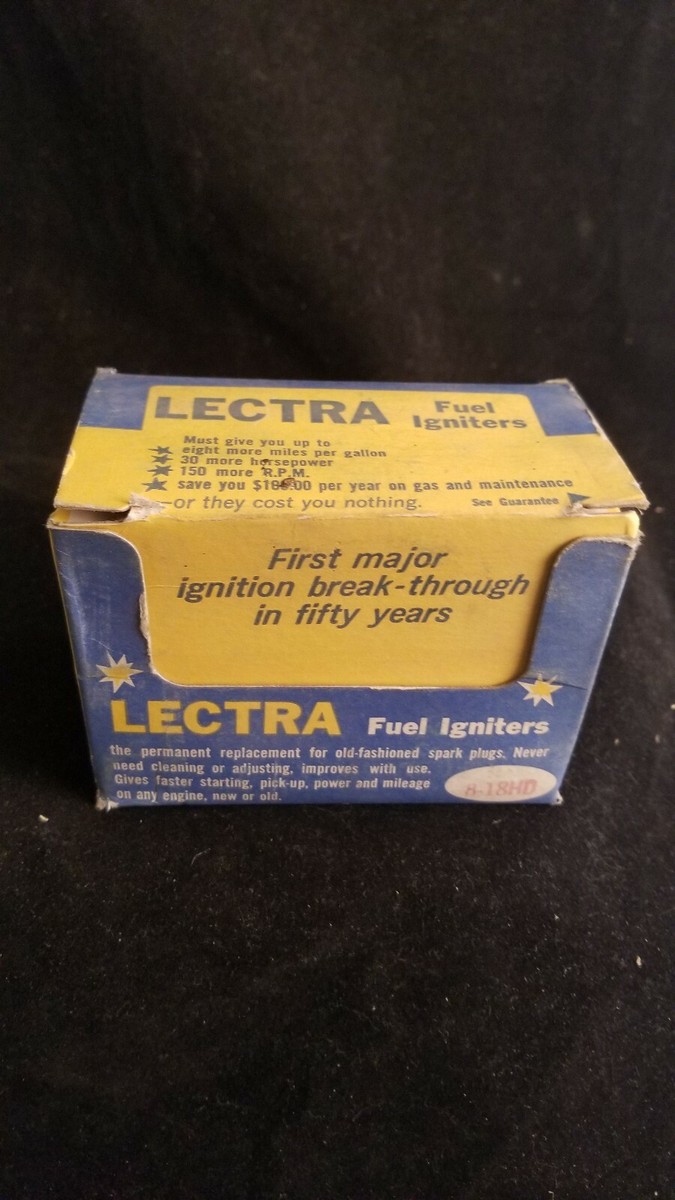 LECTRA Fuel Igniters
Must give you up to
eight more miles per gallon
30 more horsepower
150 more R.P.M.
save you per year on gas and maintenance
—or they cost you nothing.
See Guarantee
First major
ignition break-through
in fifty years
LECTRA Fuel Igniters
the permanent replacement for old-fashioned spark plugs. Never
need cleaning or adjusting, improves with use.
Gives faster starting, pick-up, power and mileage
on any engine, new or old.
8-18HD